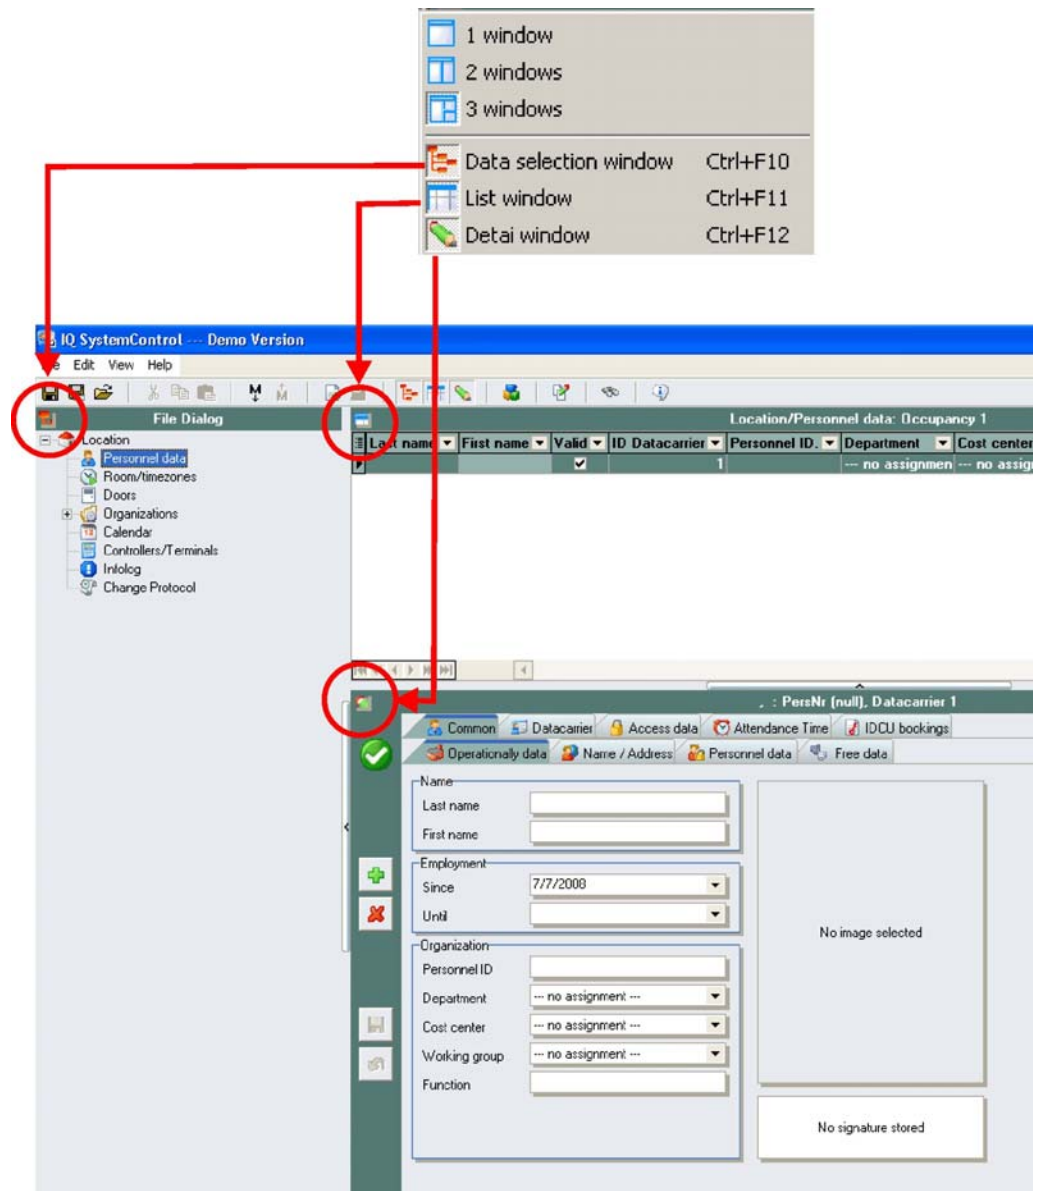 1 window
2 windows
3 windows
Data selection window Ctrl+F10
List window Ctrl+F11
Detai window Ctrl+F12
IQ SystemControl --- Demo Version
Edit View Help
File Dialog
Location/Personnel data: Occupancy 1
Location
Last name First name Valid ID Datacarrier Personnel ID. Department Cost center
Personnel data
1 --- no assignmen --- no assig
Room/timezones
Doors
Organizations
Calendar
Controllers/Terminals
Infolog
Change Protocol
, : PersNr (null), Datacarrier 1
Common Datacarrier Access data Attendance Time IDCU bookings
Operationally data Name / Address Personnel data Free data
Name
Last name
First name
Employment
Since 7/7/2008
Until
No image selected
Organization
Personnel ID
Department --- no assignment ---
Cost center --- no assignment ---
Working group --- no assignment ---
Function
No signature stored